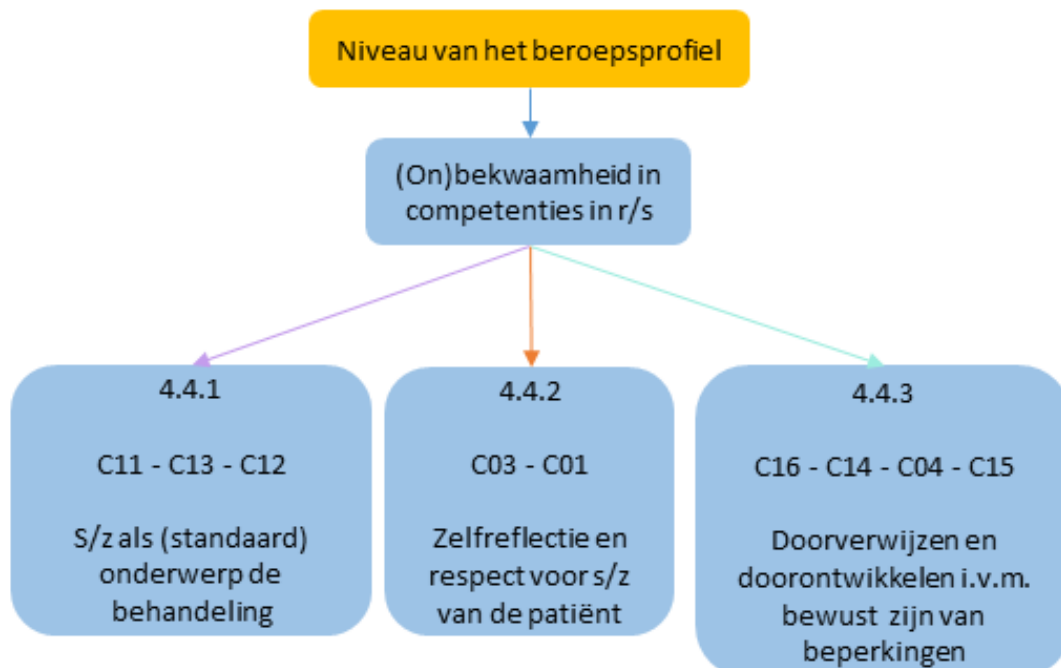 Niveau van het beroepsprofiel
(On)bekwaamheid in
competenties in r/s
4.4.1
C11 - C13 - C12
S/z als (standaard)
onderwerp de
behandeling
4.4.2
C03 - C01
Zelfreflectie en
respect voor s/z
van de patiënt
4.4.3
C16 - C14 - C04 - C15
Doorverwijzen en
doorontwikkelen i.v.m.
bewust zijn van
beperkingen